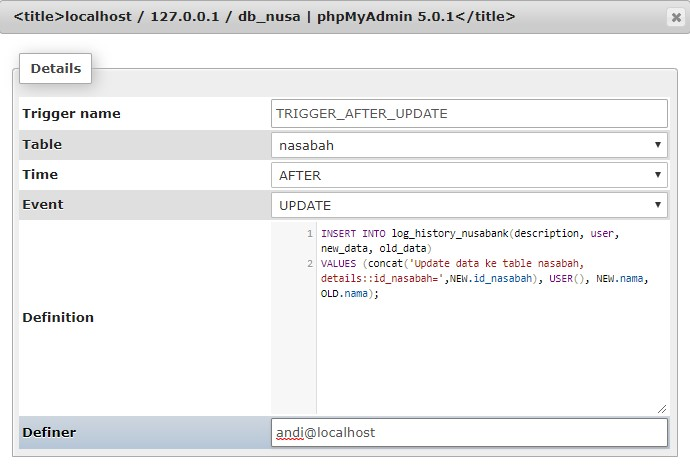 <title>localhost / 127.0.0.1 / db_nusa | phpMyAdmin 5.0.1</title>
Details
Trigger name TRIGGER_AFTER_UPDATE
Table nasabah
Time AFTER
Event UPDATE
Definition
1 INSERT INTO log_history_nusabank(description, user,
new_data, old_data)
2 VALUES (concat('Update data ke table nasabah,
details::id_nasabah=',NEW.id_nasabah), USER(), NEW.nama,
OLD.nama);
Definer andi@localhost